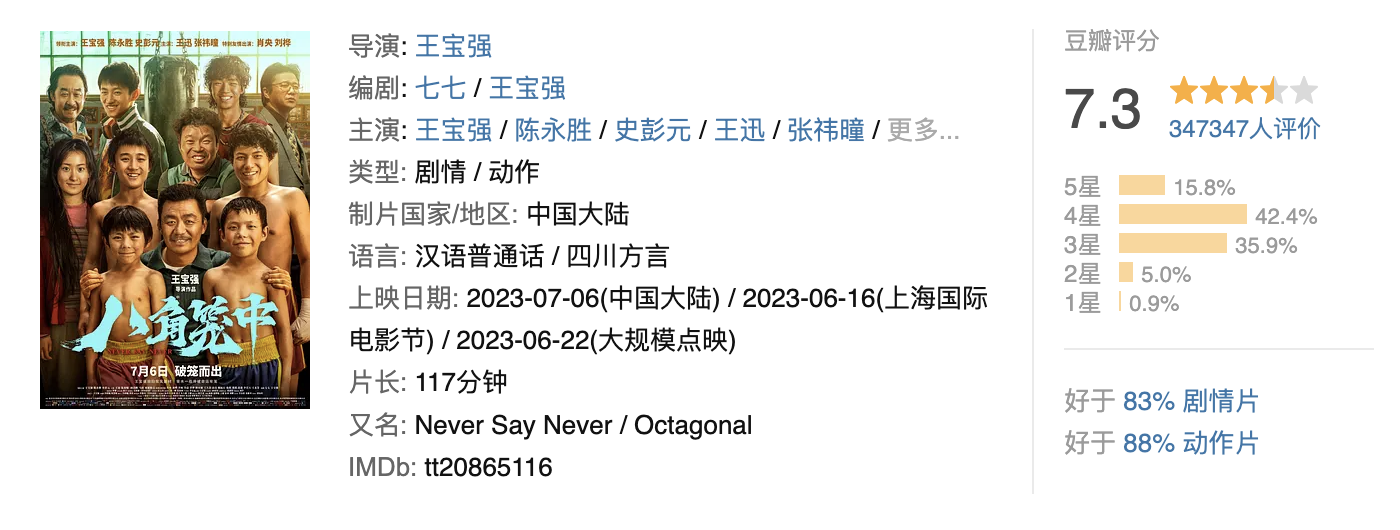 特别主演：王宝强 陈永胜 史彭元 主演：王迅 张祎曈 特别友情出演：肖央 刘桦
王宝强
导演作品
八角笼中
7月6日 破笼而出
导演: 王宝强
编剧: 七七 / 王宝强
主演: 王宝强 / 陈永胜 / 史彭元 / 王迅 / 张祎曈 / 更多...
类型: 剧情 / 动作
制片国家/地区: 中国大陆
语言: 汉语普通话 / 四川方言
上映日期: 2023-07-06(中国大陆) / 2023-06-16(上海国际
电影节) / 2023-06-22(大规模点映)
片长: 117分钟
又名: Never Say Never / Octagonal
IMDb: tt20865116
豆瓣评分
7.3
347347人评价
5星 15.8%
4星 42.4%
3星 35.9%
2星 5.0%
1星 0.9%
好于 83% 剧情片
好于 88% 动作片